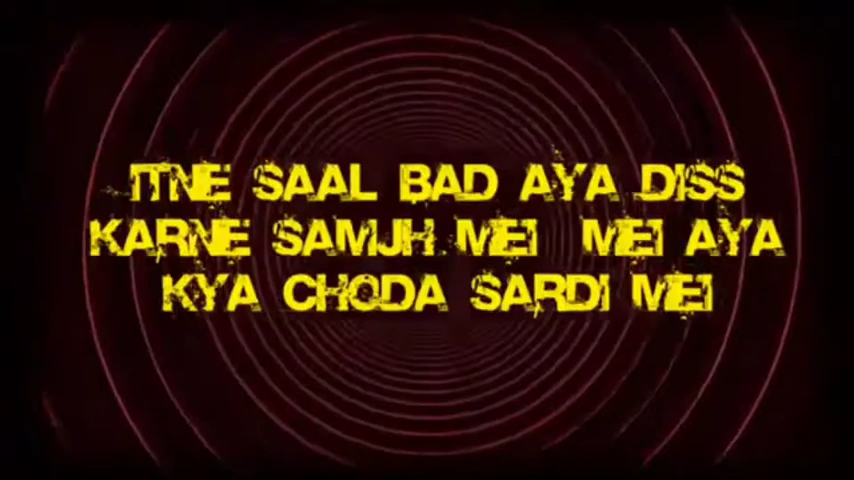 ITNE SAAL BAD AYA DISS
KARNE SAMJH MEI MEI AYA
KYA CHODA SARDI MEI